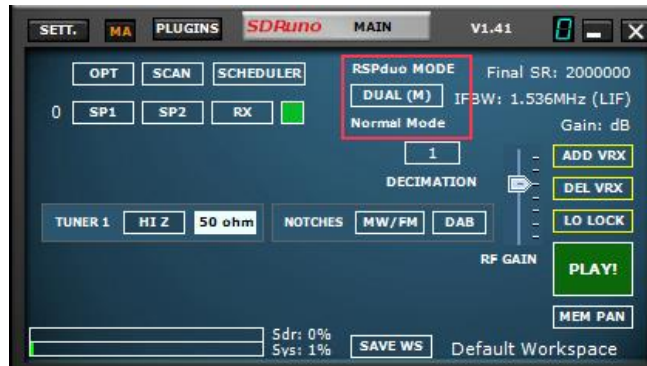 SETT. MA PLUGINS SDRuno MAIN V1.41 0
OPT SCAN SCHEDULER RSPduo MODE Final SR: 2000000
DUAL (M) IFBW: 1.536MHz (LIF)
0 SP1 SP2 RX Normal Mode Gain: dB
1 ADD VRX
DECIMATION DEL VRX
TUNER 1 HI Z 50 ohm NOTCHES MW/FM DAB LO LOCK
RF GAIN PLAY!
MEM PAN
Sdr: 0%
Sys: 1% SAVE WS Default Workspace